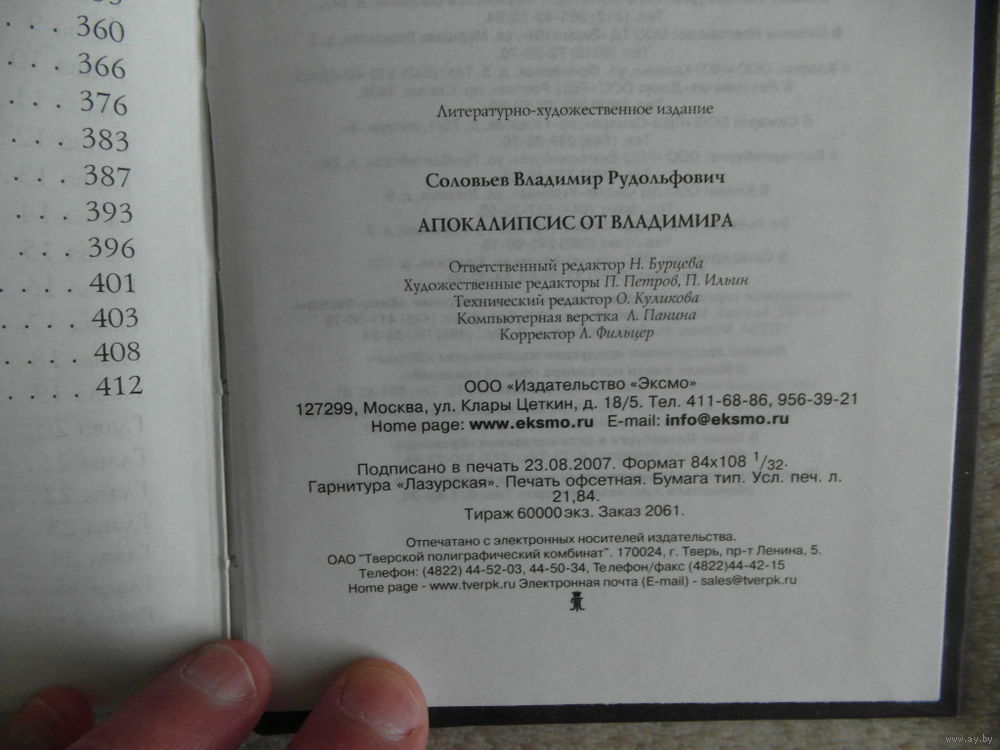 360
366
376
383
387
393
396
401
403
408
412
Литературно-художественное издание
Соловьев Владимир Рудольфович
АПОКАЛИПСИС ОТ ВЛАДИМИРА
Ответственный редактор Н. Бурцева
Художественные редакторы П. Петров, П. Ильин
Технический редактор О. Куликова
Компьютерная верстка Л. Панина
Корректор Л. Фильцер
ООО «Издательство «Эксмо»
127299, Москва, ул. Клары Цеткин, д. 18/5. Тел. 411-68-86, 956-39-21
Home page: www.eksmo.ru E-mail: info@eksmo.ru
Подписано в печать 23.08.2007. Формат 84x108 1/32.
Гарнитура «Лазурская». Печать офсетная. Бумага тип. Усл. печ. л.
21,84.
Тираж 60000 экз. Заказ 2061.
Отпечатано с электронных носителей издательства.
ОАО "Тверской полиграфический комбинат". 170024, г. Тверь, пр-т Ленина, 5.
Телефон: (4822) 44-52-03, 44-50-34, Телефон/факс (4822)44-42-15
Home page - www.tverpk.ru Электронная почта (E-mail) - sales@tverpk.ru
www.ay.by